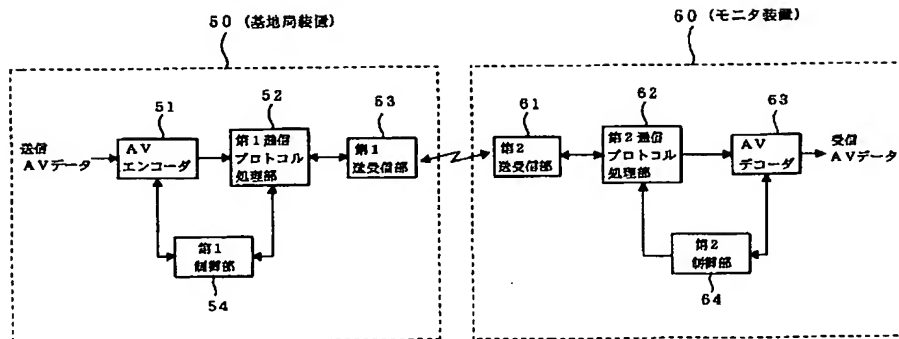 50(基地局装置)
60(モニタ装置)
51
52
53
61
62
63
送信
AVデータ
AV
エンコーダ
第1通信
プロトコル
処理部
第1
送受信部
第2
送受信部
第2通信
プロトコル
処理部
AV
デコーダ
受信
AVデータ
第1
制御部
54
第2
制御部
64